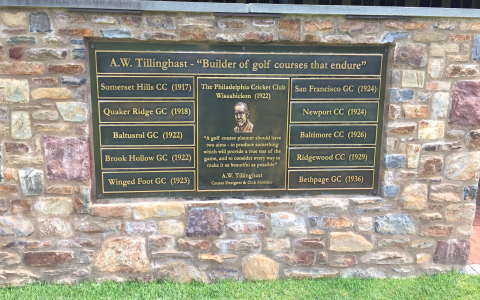 A.W. Tillinghast - "Builder of golf courses that endure"
Somerset Hills CC (1917)
Quaker Ridge GC (1918)
Baltusrol GC (1922)
Brook Hollow GC (1922)
Winged Foot GC (1923)
The Philadelphia Cricket Club
Wissahickon (1922)
"A golf course planner should have
two aims - to produce something
which will provide a true test of the
game, and to consider every way to
make it as beautiful as possible"
A.W. Tillinghast
Course Designer & Club Member
San Francisco GC (1924)
Newport CC (1924)
Baltimore CC (1926)
Ridgewood CC (1929)
Bethpage GC (1936)